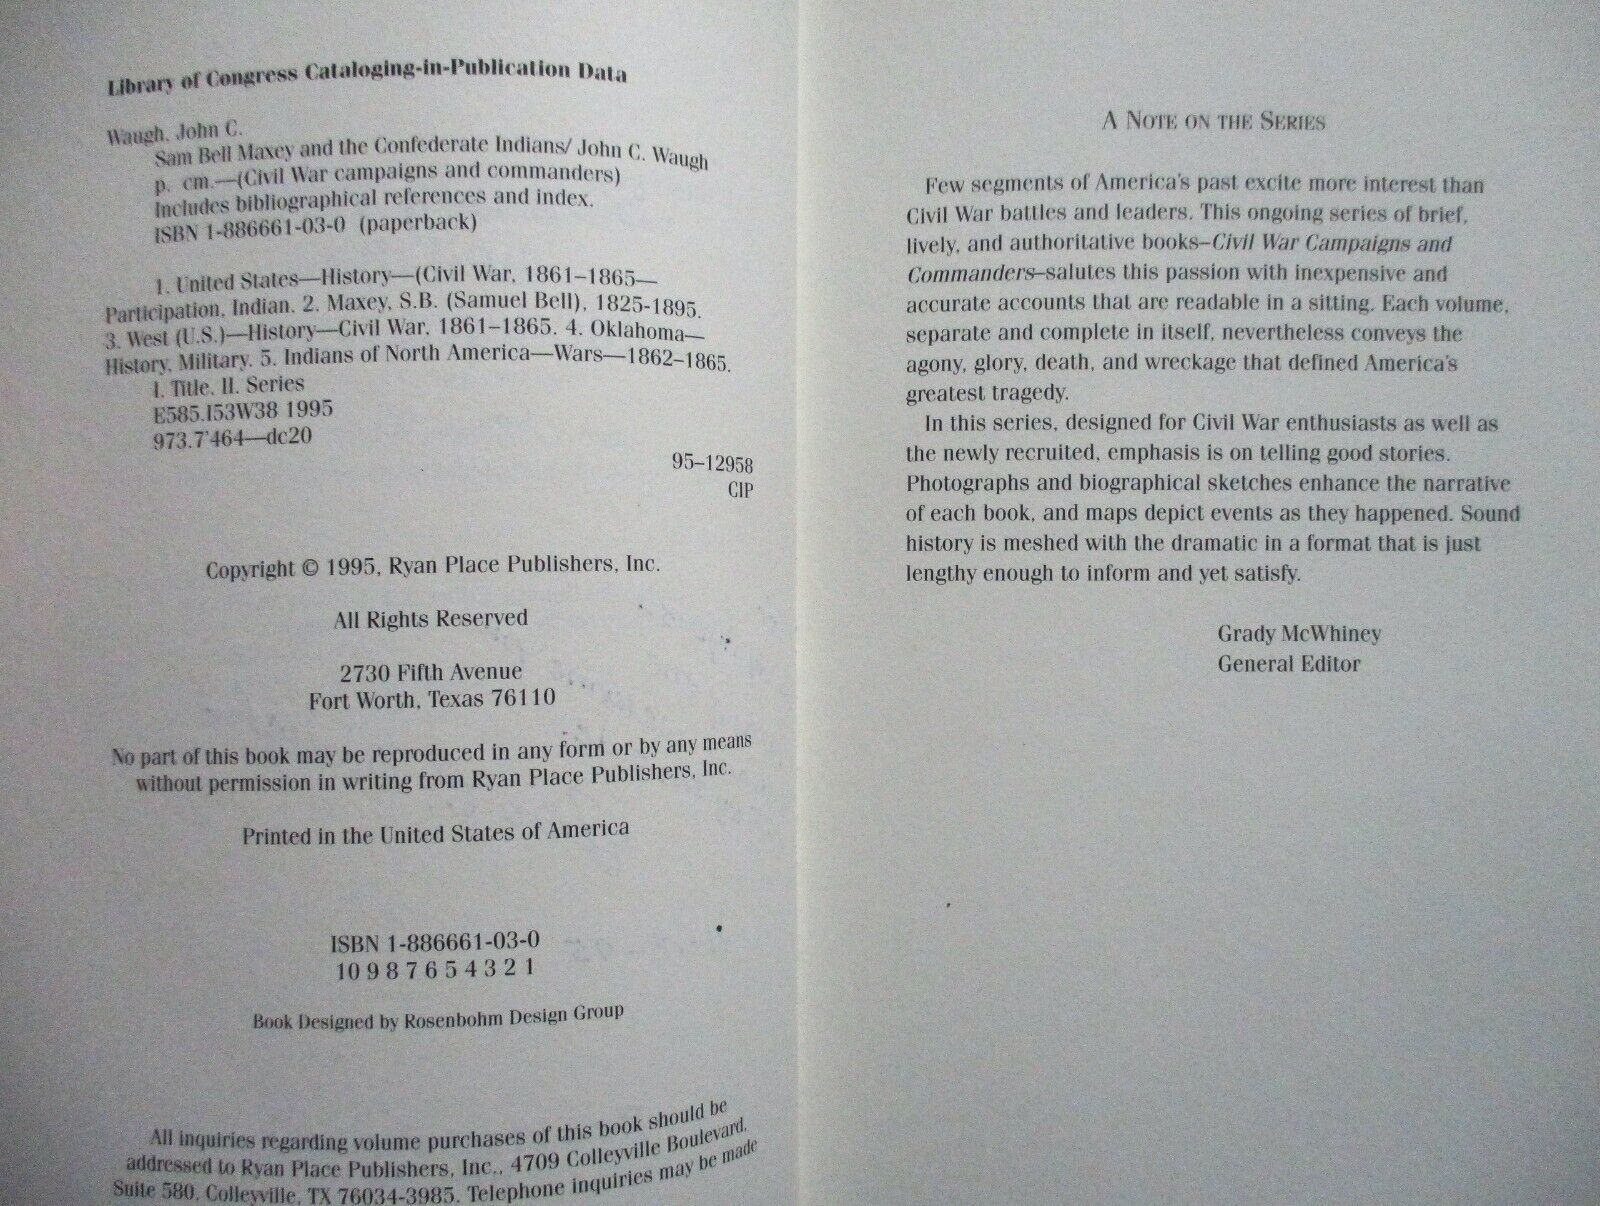 Library of Congress Cataloging-in-Publication Data
Waugh, John C.
Sam Bell Maxey and the Confederate Indians/ John C. Waugh
p. cm.—(Civil War campaigns and commanders)
Includes bibliographical references and index.
ISBN 1-886661-03-0 (paperback)
1. United States—History—(Civil War, 1861–1865—
Participation, Indian. 2. Maxey, S.B. (Samuel Bell), 1825-1895.
3. West (U.S.)—History—Civil War, 1861–1865. 4. Oklahoma—
History, Military. 5. Indians of North America—Wars—1862–1865.
I. Title. II. Series
E585.I53W38 1995
973.7'464—dc20
95–12958
CIP
Copyright © 1995, Ryan Place Publishers, Inc.
All Rights Reserved
2730 Fifth Avenue
Fort Worth, Texas 76110
No part of this book may be reproduced in any form or by any means
without permission in writing from Ryan Place Publishers, Inc.
Printed in the United States of America
ISBN 1-886661-03-0
10 9 8 7 6 5 4 3 2 1
Book Designed by Rosenbohm Design Group
All inquiries regarding volume purchases of this book should be
addressed to Ryan Place Publishers, Inc., 4709 Colleyville Boulevard,
Suite 580, Colleyville, TX 76034-3985. Telephone inquiries may be made
A NOTE ON THE SERIES
Few segments of America's past excite more interest than
Civil War battles and leaders. This ongoing series of brief,
lively, and authoritative books–Civil War Campaigns and
Commanders–salutes this passion with inexpensive and
accurate accounts that are readable in a sitting. Each volume,
separate and complete in itself, nevertheless conveys the
agony, glory, death, and wreckage that defined America's
greatest tragedy.
In this series, designed for Civil War enthusiasts as well as
the newly recruited, emphasis is on telling good stories.
Photographs and biographical sketches enhance the narrative
of each book, and maps depict events as they happened. Sound
history is meshed with the dramatic in a format that is just
lengthy enough to inform and yet satisfy.
Grady McWhiney
General Editor